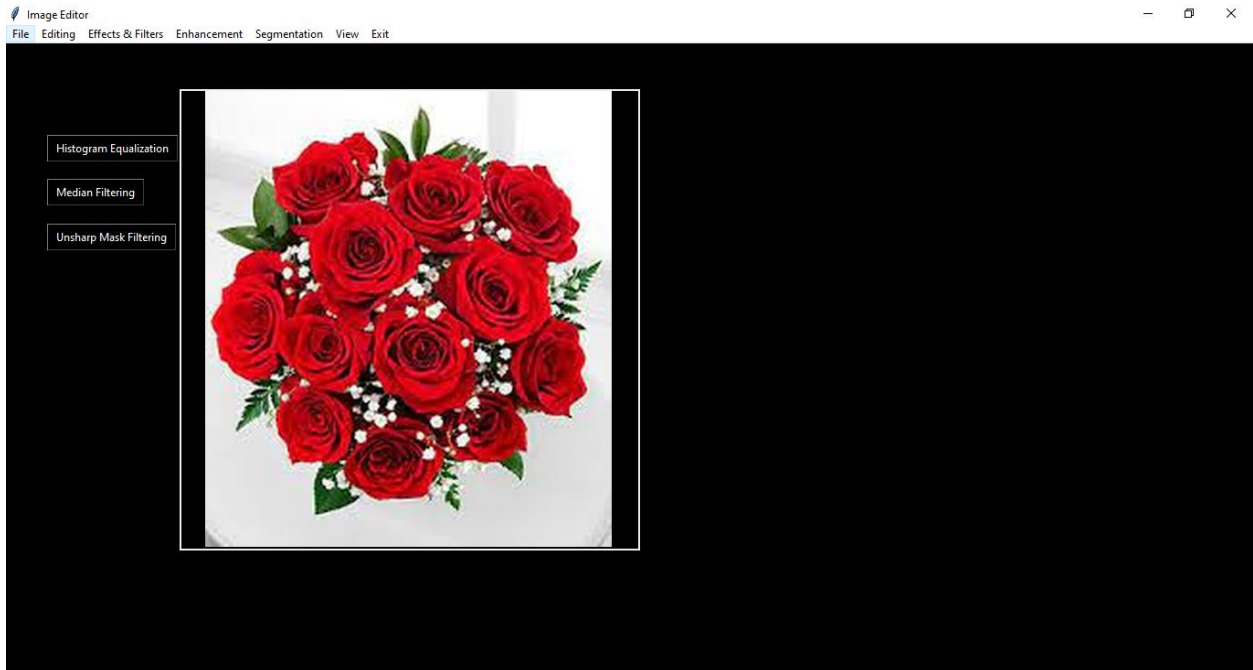 Image Editor
File Editing Effects & Filters Enhancement Segmentation View Exit
Histogram Equalization
Median Filtering
Unsharp Mask Filtering